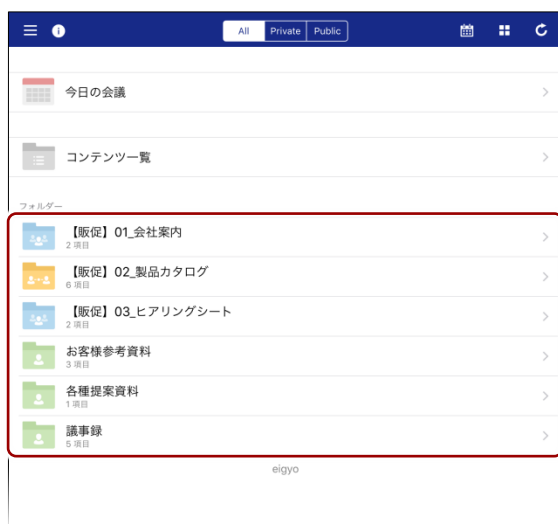 All Private Public
今日の会議
コンテンツ一覧
フォルダー
【販促】01_会社案内
2 項目
【販促】02_製品カタログ
6 項目
【販促】03_ヒアリングシート
2 項目
お客様参考資料
3 項目
各種提案資料
1 項目
議事録
5 項目
eigyo